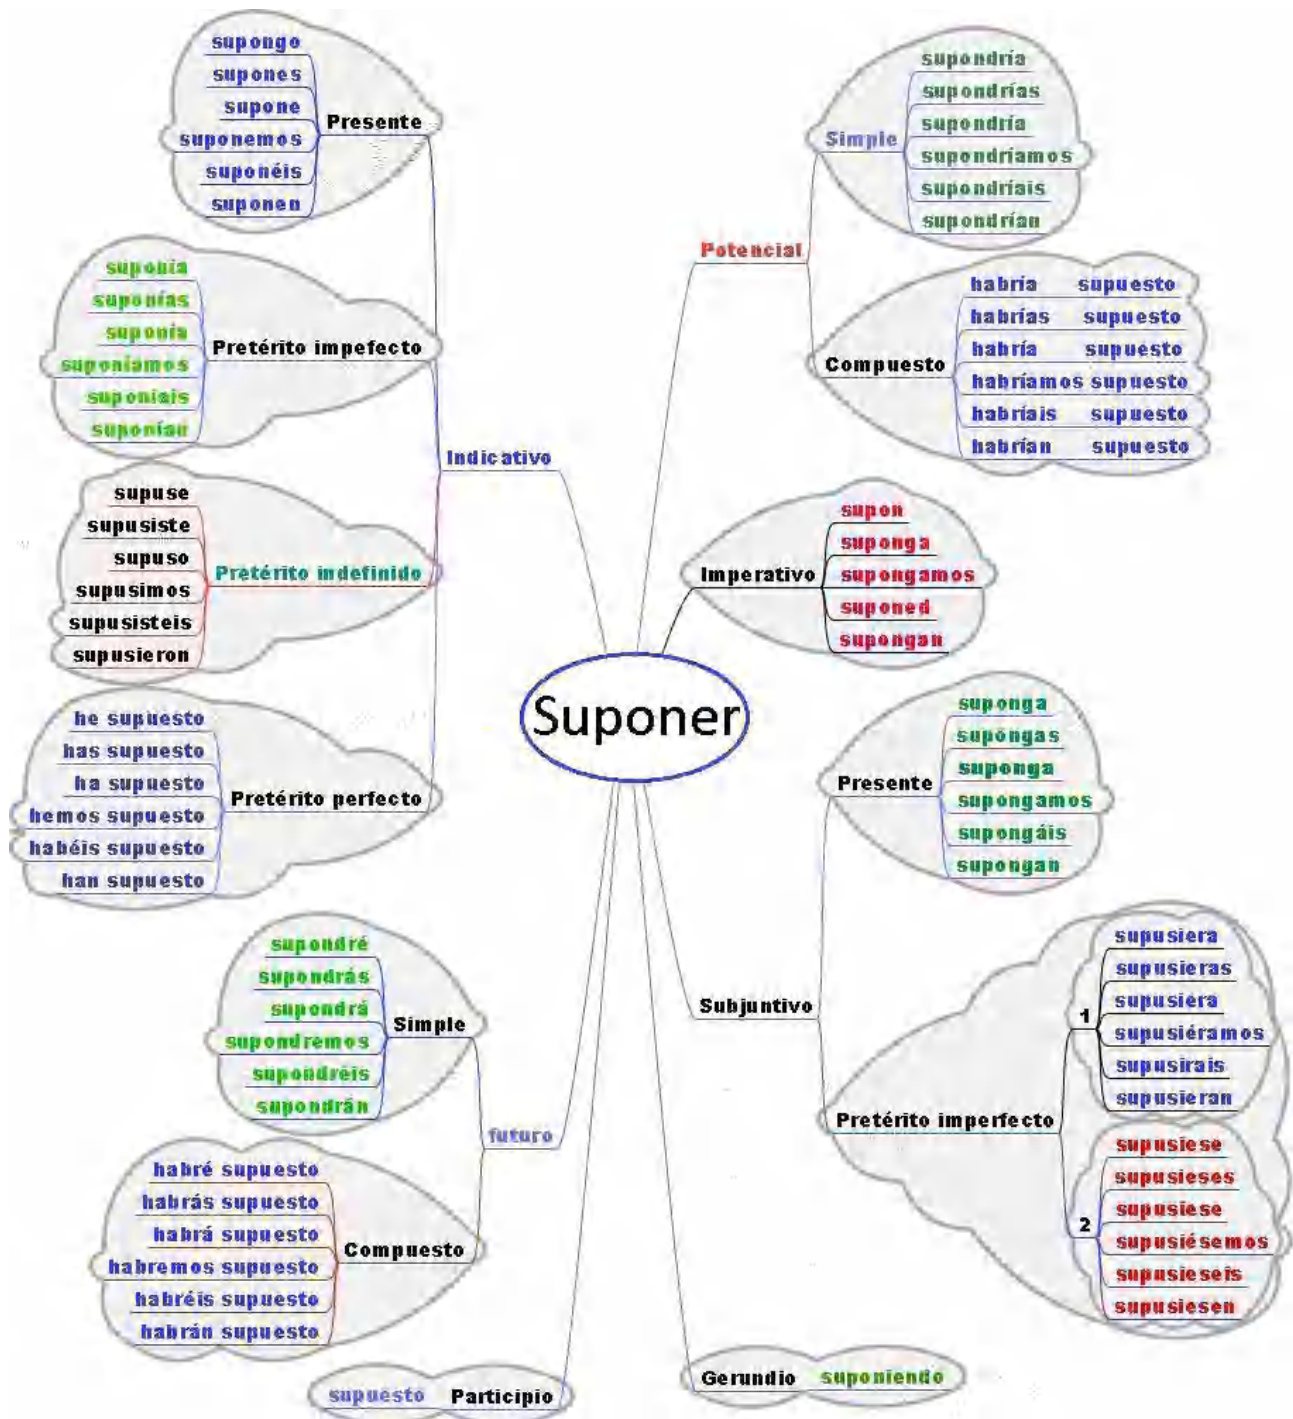 Suponer
Indicativo
Presente
supongo
supones
supone
suponemos
suponéis
suponen
Pretérito impefecto
suponía
suponías
suponía
suponíamos
suponíais
suponían
Pretérito indefinido
supuse
supusiste
supuso
supusimos
supusisteis
supusieron
Pretérito perfecto
he supuesto
has supuesto
ha supuesto
hemos supuesto
habéis supuesto
han supuesto
futuro
Simple
supondré
supondrás
supondrá
supondremos
supondréis
supondrán
Compuesto
habré supuesto
habrás supuesto
habrá supuesto
habremos supuesto
habréis supuesto
habrán supuesto
Participio
supuesto
Potencial
Simple
supondría
supondrías
supondría
supondríamos
supondríais
supondrían
Compuesto
habría supuesto
habrías supuesto
habría supuesto
habríamos supuesto
habríais supuesto
habrían supuesto
Imperativo
supon
suponga
supongamos
suponed
supongan
Subjuntivo
Presente
suponga
supongas
suponga
supongamos
supongáis
supongan
Pretérito imperfecto
1
supusiera
supusieras
supusiera
supusiéramos
supusirais
supusieran
2
supusiese
supusieses
supusiese
supusiésemos
supusieseis
supusiesen
Gerundio
suponiendo